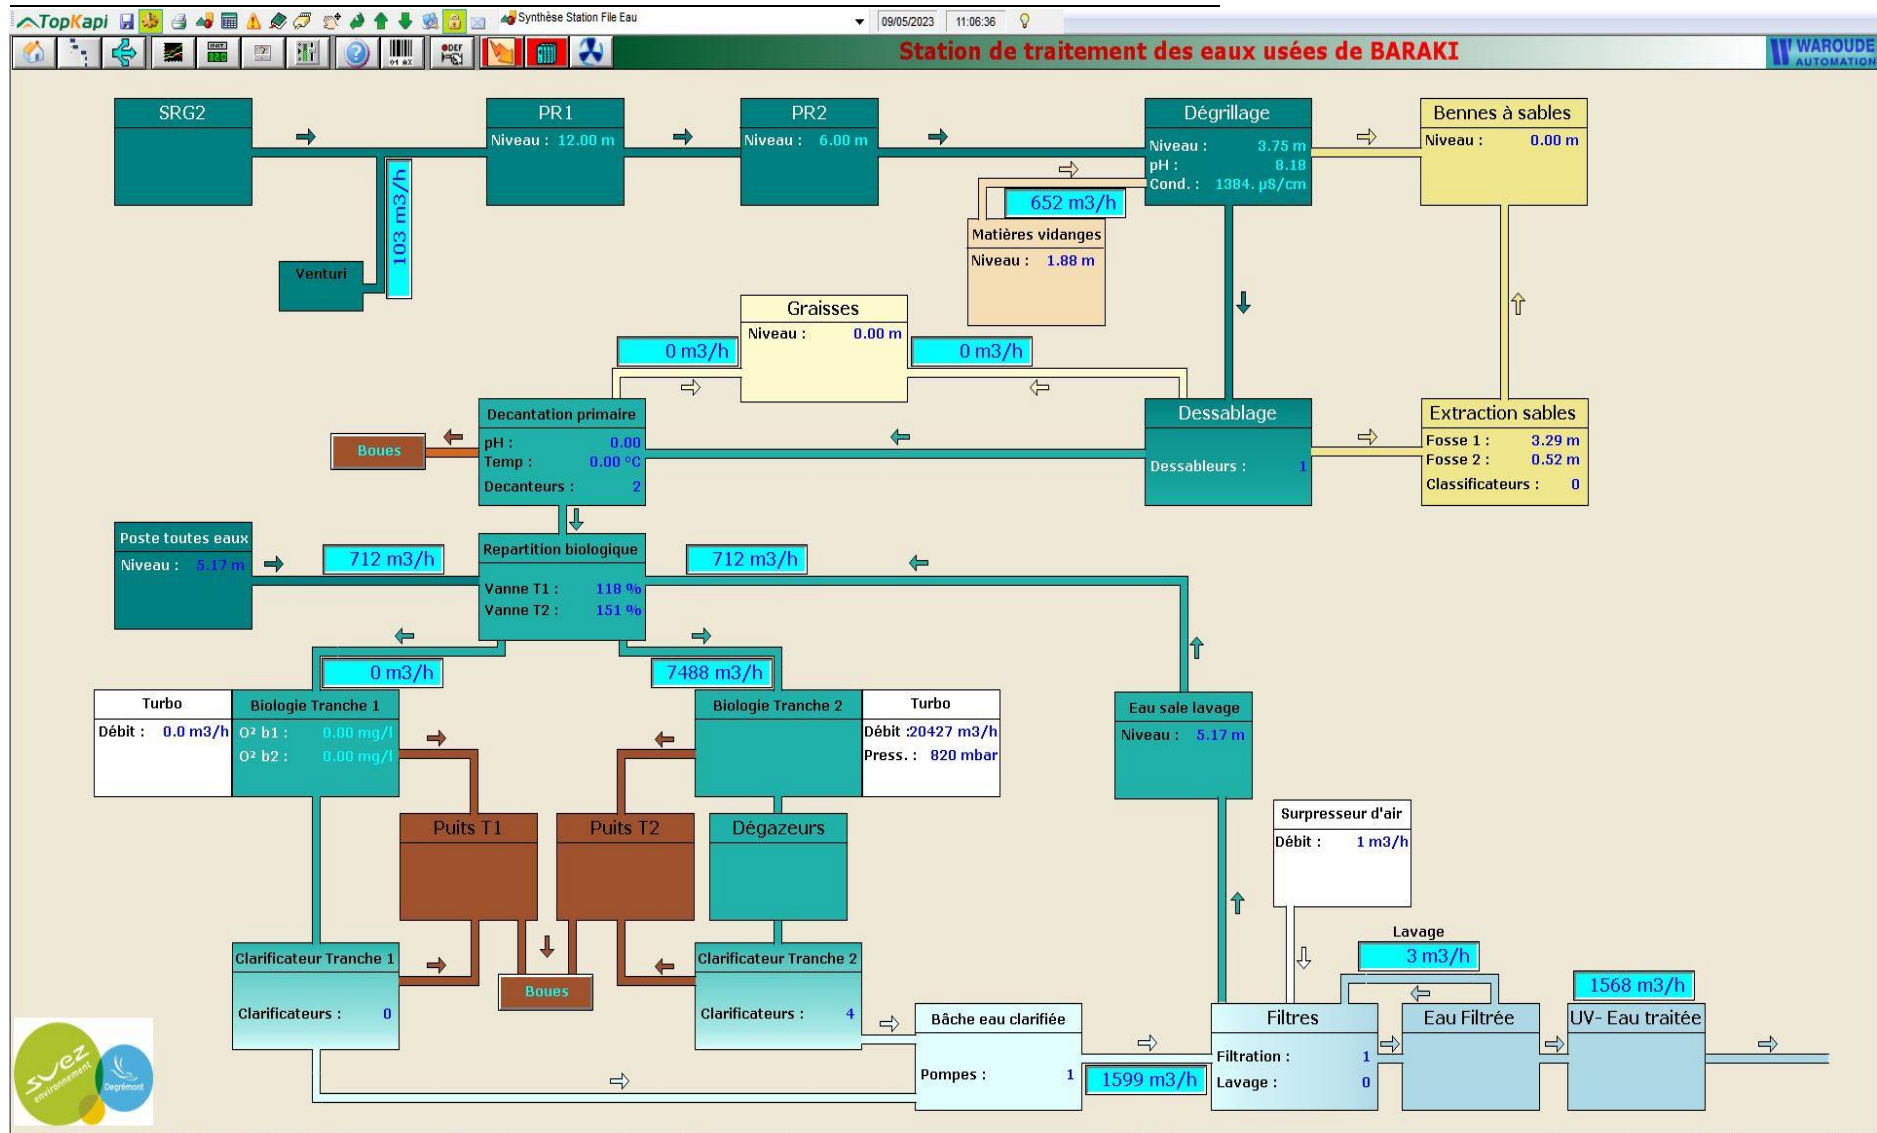 TopKapi
Synthèse Station File Eau
09/05/2023
11:06:36
Station de traitement des eaux usées de BARAKI
WAROUDE
AUTOMATION
SRG2
PR1
Niveau : 12.00 m
PR2
Niveau : 6.00 m
Dégrillage
Niveau : 3.75 m
pH : 8.18
Cond. : 1384. µS/cm
Bennes à sables
Niveau : 0.00 m
103 m3/h
Venturi
652 m3/h
Matières vidanges
Niveau : 1.88 m
Graisses
Niveau : 0.00 m
0 m3/h
0 m3/h
Decantation primaire
pH : 0.00
Temp : 0.00 °C
Decanteurs : 2
Boues
Dessablage
Dessableurs : 1
Extraction sables
Fosse 1 : 3.29 m
Fosse 2 : 0.52 m
Classificateurs : 0
Poste toutes eaux
Niveau : 5.17 m
712 m3/h
Repartition biologique
Vanne T1 : 118 %
Vanne T2 : 151 %
712 m3/h
0 m3/h
7488 m3/h
Turbo
Débit : 0.0 m3/h
Biologie Tranche 1
O² b1 : 0.00 mg/l
O² b2 : 0.00 mg/l
Biologie Tranche 2
Turbo
Débit :20427 m3/h
Press. : 820 mbar
Eau sale lavage
Niveau : 5.17 m
Puits T1
Puits T2
Dégazeurs
Surpresseur d'air
Débit : 1 m3/h
Clarificateur Tranche 1
Clarificateurs : 0
Boues
Clarificateur Tranche 2
Clarificateurs : 4
Lavage
3 m3/h
1568 m3/h
Bâche eau clarifiée
Pompes : 1
1599 m3/h
Filtres
Filtration : 1
Lavage : 0
Eau Filtrée
UV- Eau traitée
suez
environnement
Degrémont